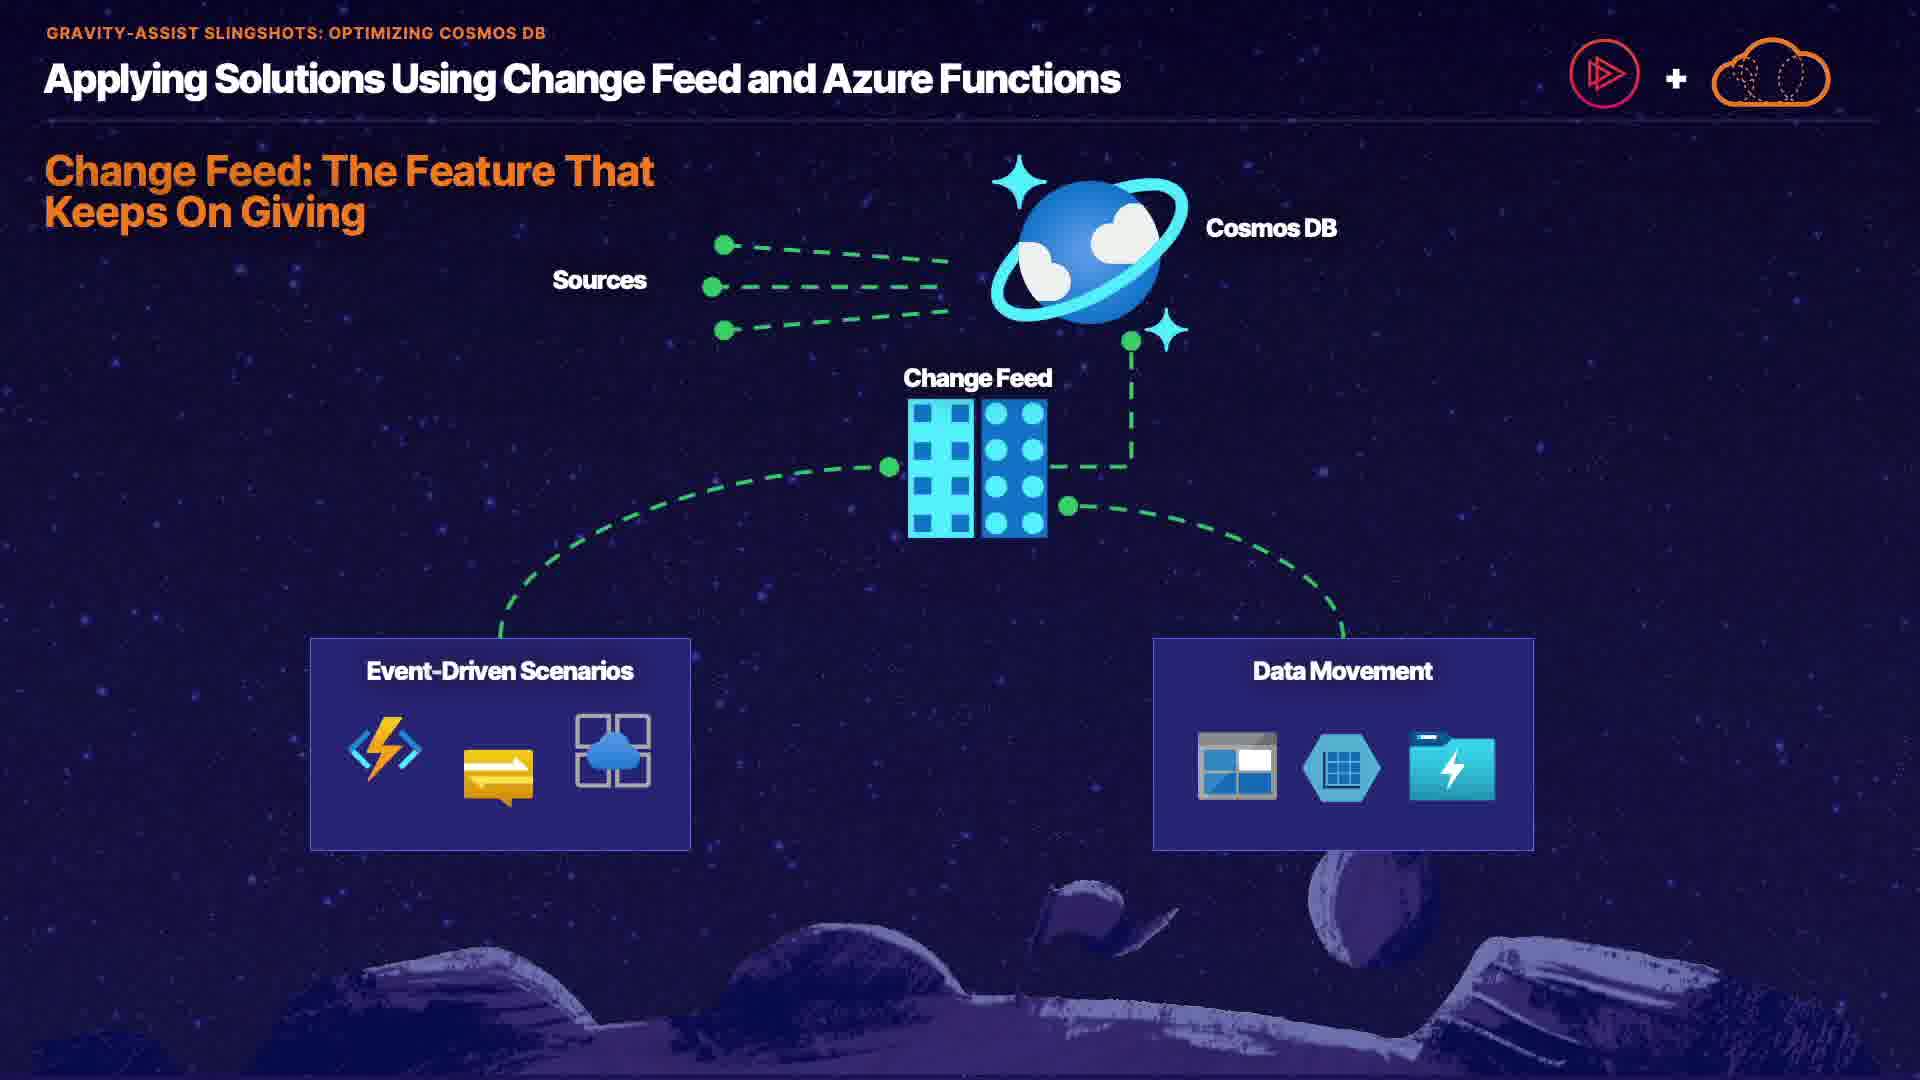 GRAVITY-ASSIST SLINGSHOTS: OPTIMIZING COSMOS DB
Applying Solutions Using Change Feed and Azure Functions
Change Feed: The Feature That
Keeps On Giving
Cosmos DB
Sources
Change Feed
Event-Driven Scenarios
Data Movement